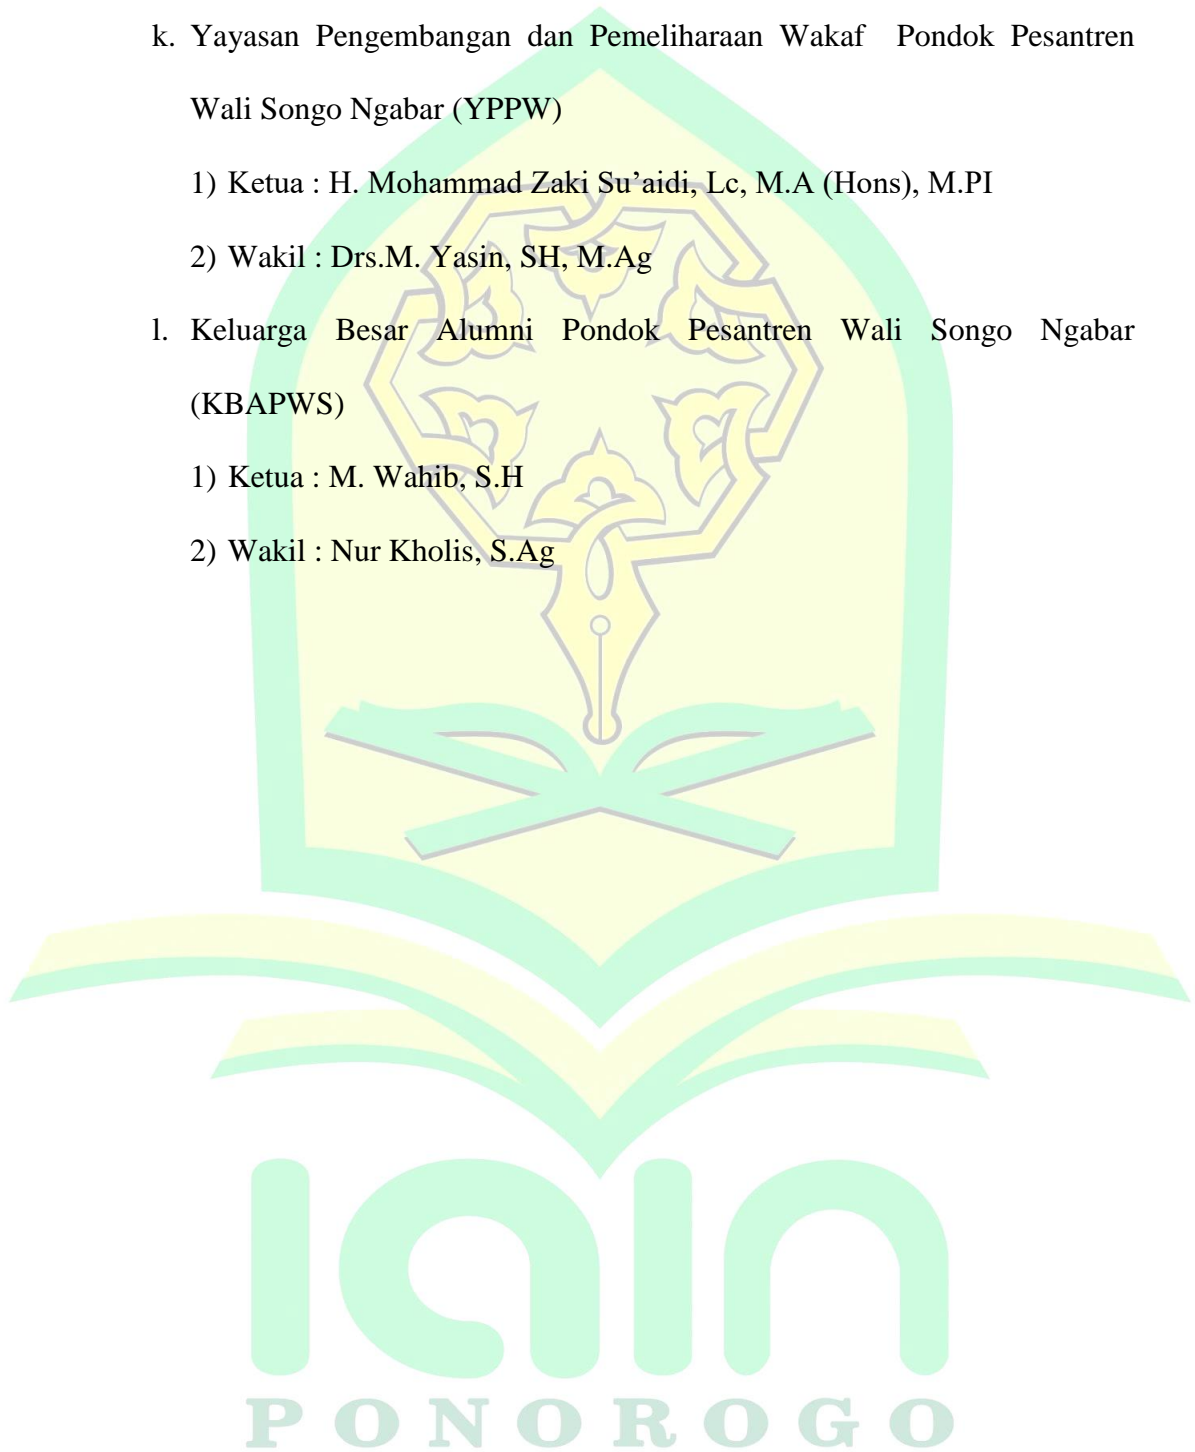 k. Yayasan Pengembangan dan Pemeliharaan Wakaf Pondok Pesantren
Wali Songo Ngabar (YPPW)
1) Ketua : H. Mohammad Zaki Su’aidi, Lc, M.A (Hons), M.PI
2) Wakil : Drs.M. Yasin, SH, M.Ag
l. Keluarga Besar Alumni Pondok Pesantren Wali Songo Ngabar
(KBAPWS)
1) Ketua : M. Wahib, S.H
2) Wakil : Nur Kholis, S.Ag
iain
PONOROGO